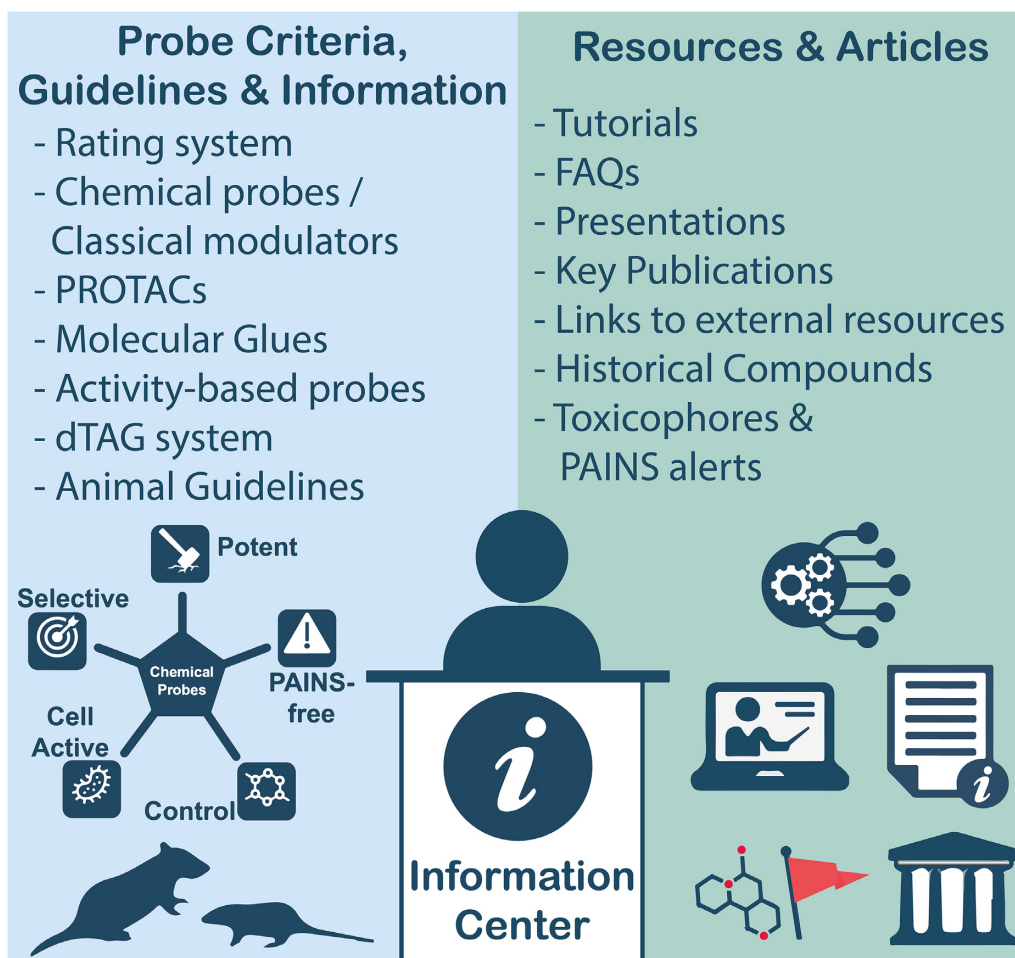 Probe Criteria,
Guidelines & Information
- Rating system
- Chemical probes /
Classical modulators
- PROTACs
- Molecular Glues
- Activity-based probes
- dTAG system
- Animal Guidelines
Resources & Articles
- Tutorials
- FAQs
- Presentations
- Key Publications
- Links to external resources
- Historical Compounds
- Toxicophores &
PAINS alerts
Potent
Selective
Chemical
Probes
PAINS-
free
Cell
Active
Control
i
Information
Center
i